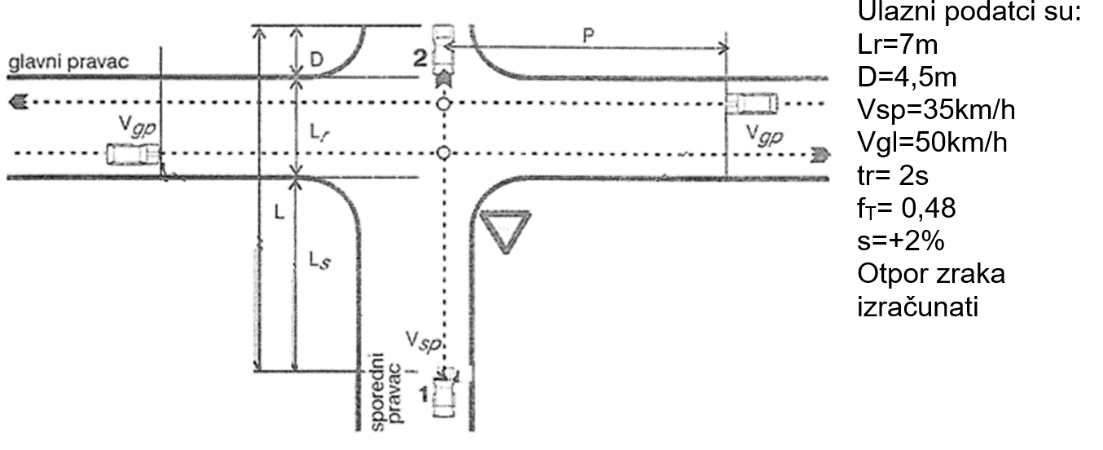 glavni pravac
D
2
P
Vgp
Lr
Vgp
L
Ls
Vsp
1
sporedni
pravac
Ulazni podatci su:
Lr=7m
D=4,5m
Vsp=35km/h
Vgl=50km/h
tr= 2s
fT= 0,48
s=+2%
Otpor zraka
izračunati